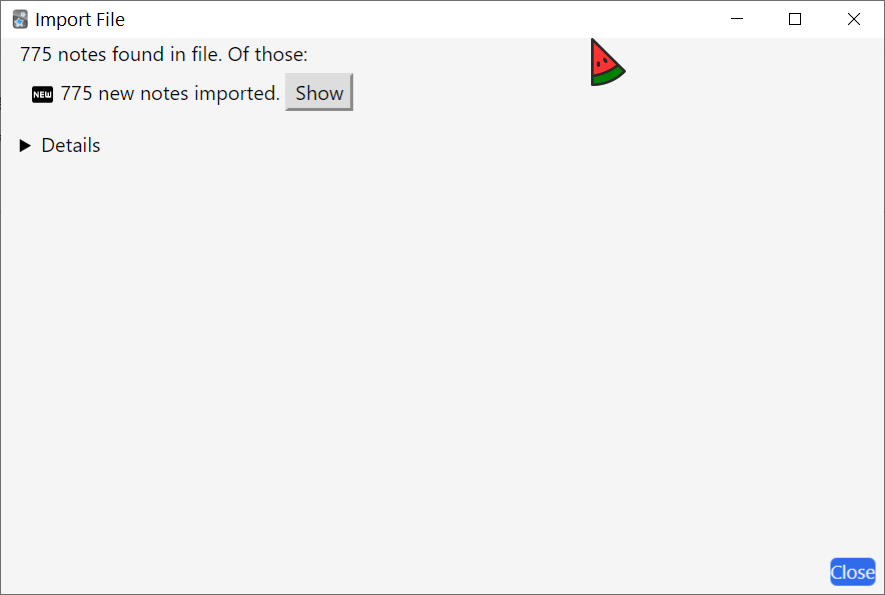 Import File
775 notes found in file. Of those:
NEW 775 new notes imported. Show
Details
Close